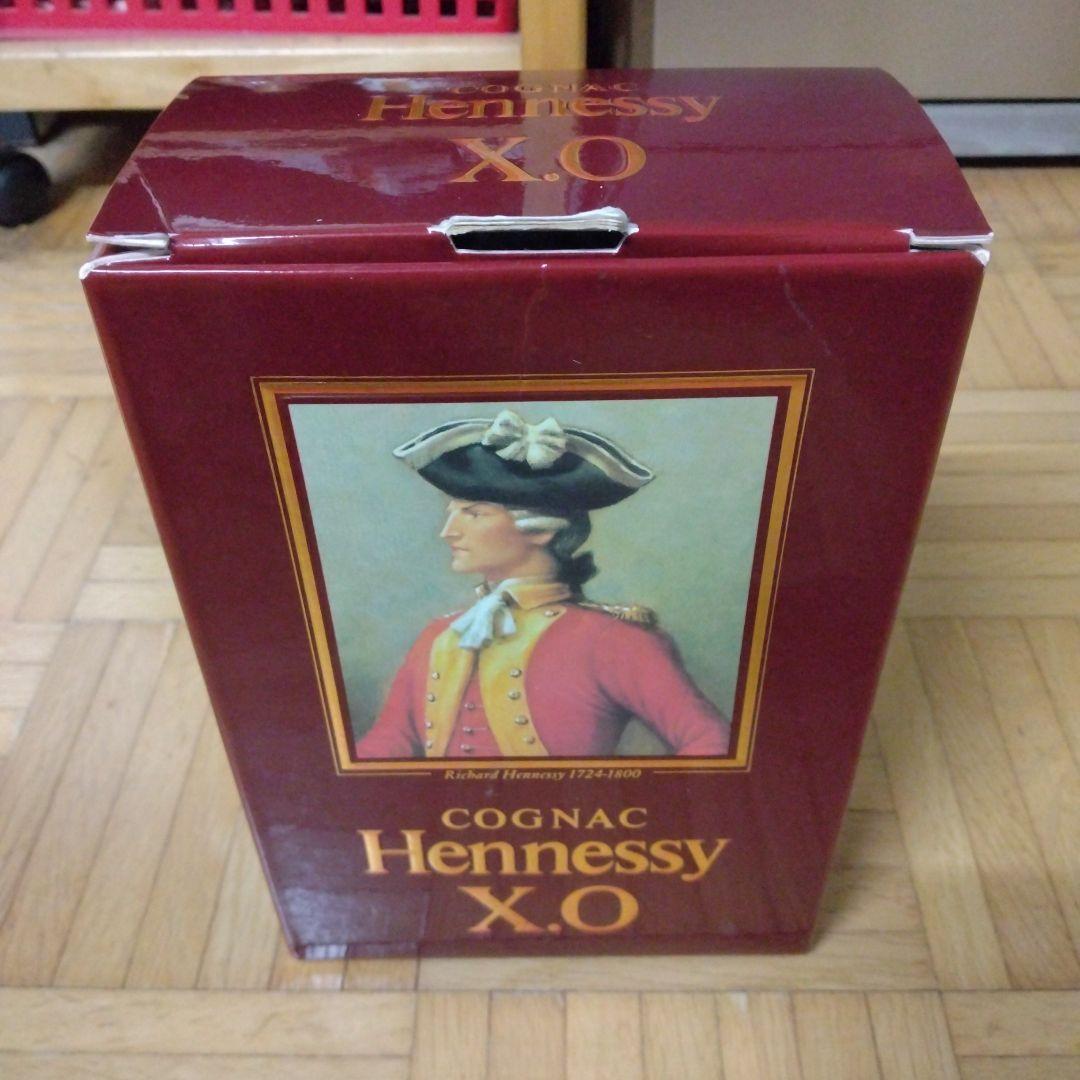 COGNAC
Hennessy
X.O
Richard Hennessy 1724-1800
COGNAC
Hennessy
X.O